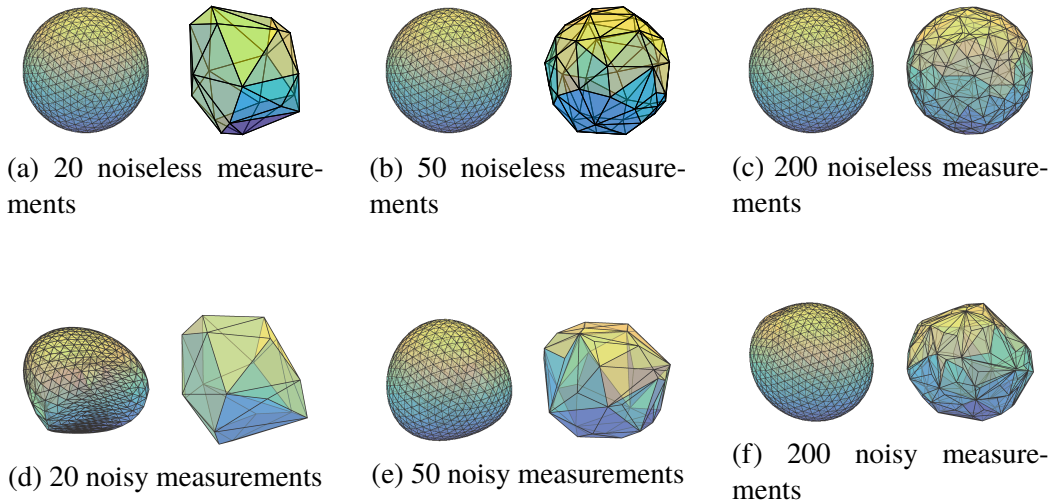 (a) 20 noiseless measure-
ments
(b) 50 noiseless measure-
ments
(c) 200 noiseless measure-
ments
(d) 20 noisy measurements
(e) 50 noisy measurements
(f) 200 noisy measure-
ments